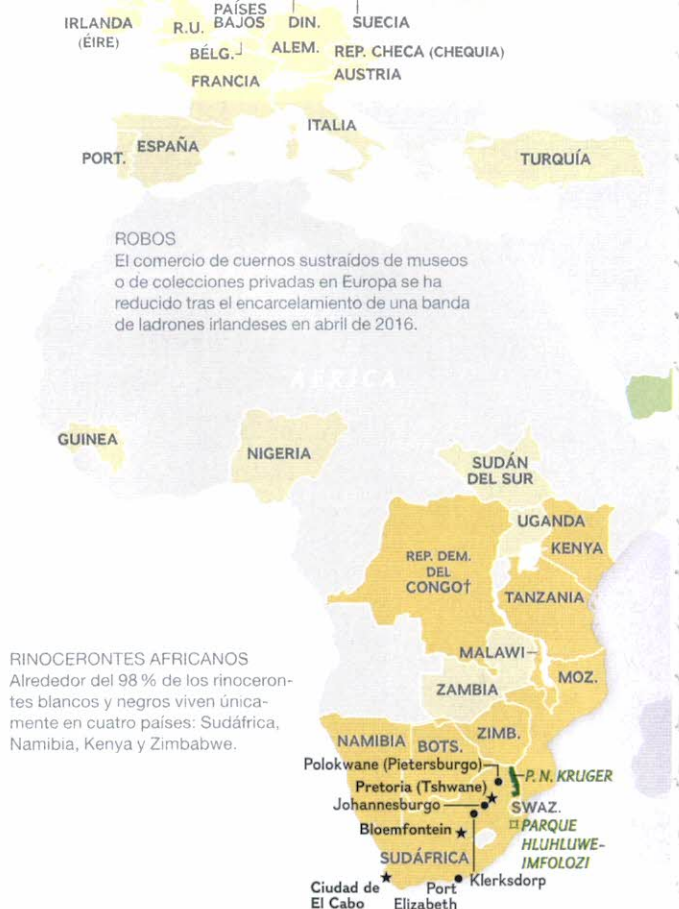 PAÍSES
IRLANDA R.U. BAJOS DIN. SUECIA
(ÉIRE)
BÉLG. ALEM. REP. CHECA (CHEQUIA)
FRANCIA AUSTRIA
ITALIA
PORT. ESPAÑA TURQUÍA
ROBOS
El comercio de cuernos sustraídos de museos
o de colecciones privadas en Europa se ha
reducido tras el encarcelamiento de una banda
de ladrones irlandeses en abril de 2016.
ÁFRICA
GUINEA
NIGERIA
SUDÁN
DEL SUR
UGANDA
KENYA
REP. DEM.
DEL
CONGO†
TANZANIA
RINOCERONTES AFRICANOS
Alrededor del 98 % de los rinoceron-
tes blancos y negros viven única-
mente en cuatro países: Sudáfrica,
Namibia, Kenya y Zimbabwe.
MALAWI
MOZ.
ZAMBIA
ZIMB.
NAMIBIA BOTS.
Polokwane (Pietersburgo)
P. N. KRUGER
Pretoria (Tshwane)
Johannesburgo
SWAZ.
Bloemfontein
PARQUE
HLUHLUWE-
IMFOLOZI
SUDÁFRICA
Klerksdorp
Ciudad de
El Cabo
Port
Elizabeth